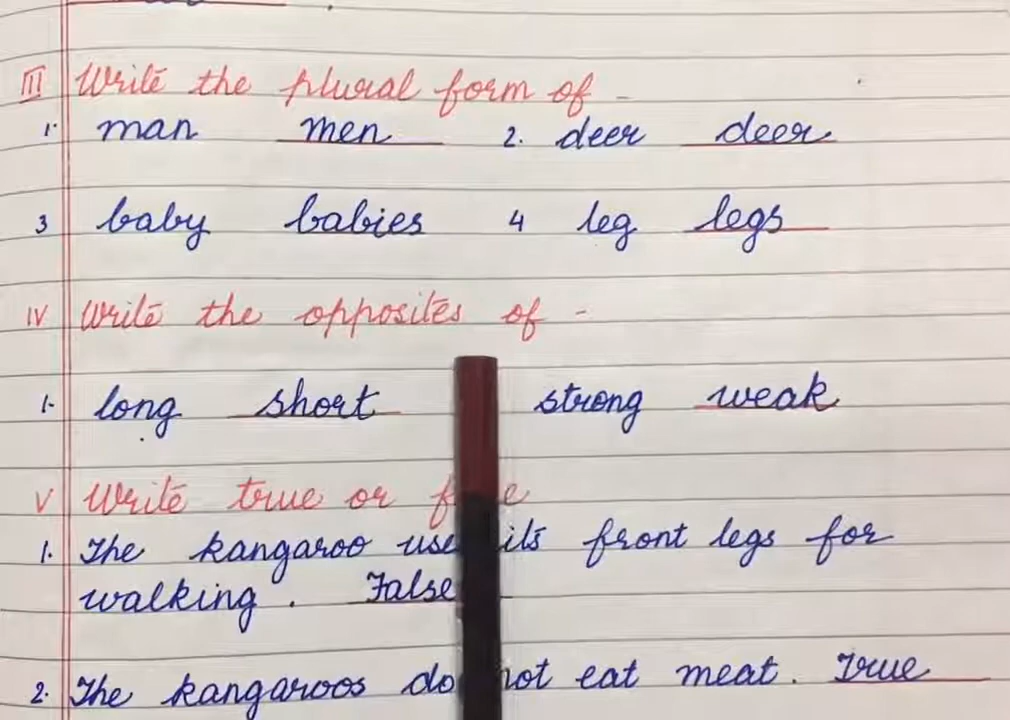 III Write the plural form of -
1. man men 2. deer deer
3 baby babies 4 leg legs
IV Write the opposites of -
1. long short strong weak
V Write true or
1. The kangaroo use its front legs for
walking. False
2. The kangaroos do not eat meat. True